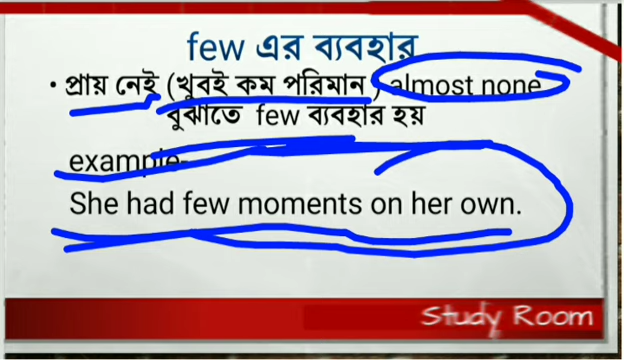 few এর ব্যবহার
• প্রায় নেই (খুবই কম পরিমান) almost none
বুঝাতে few ব্যবহার হয়
example-
She had few moments on her own.
Study Room